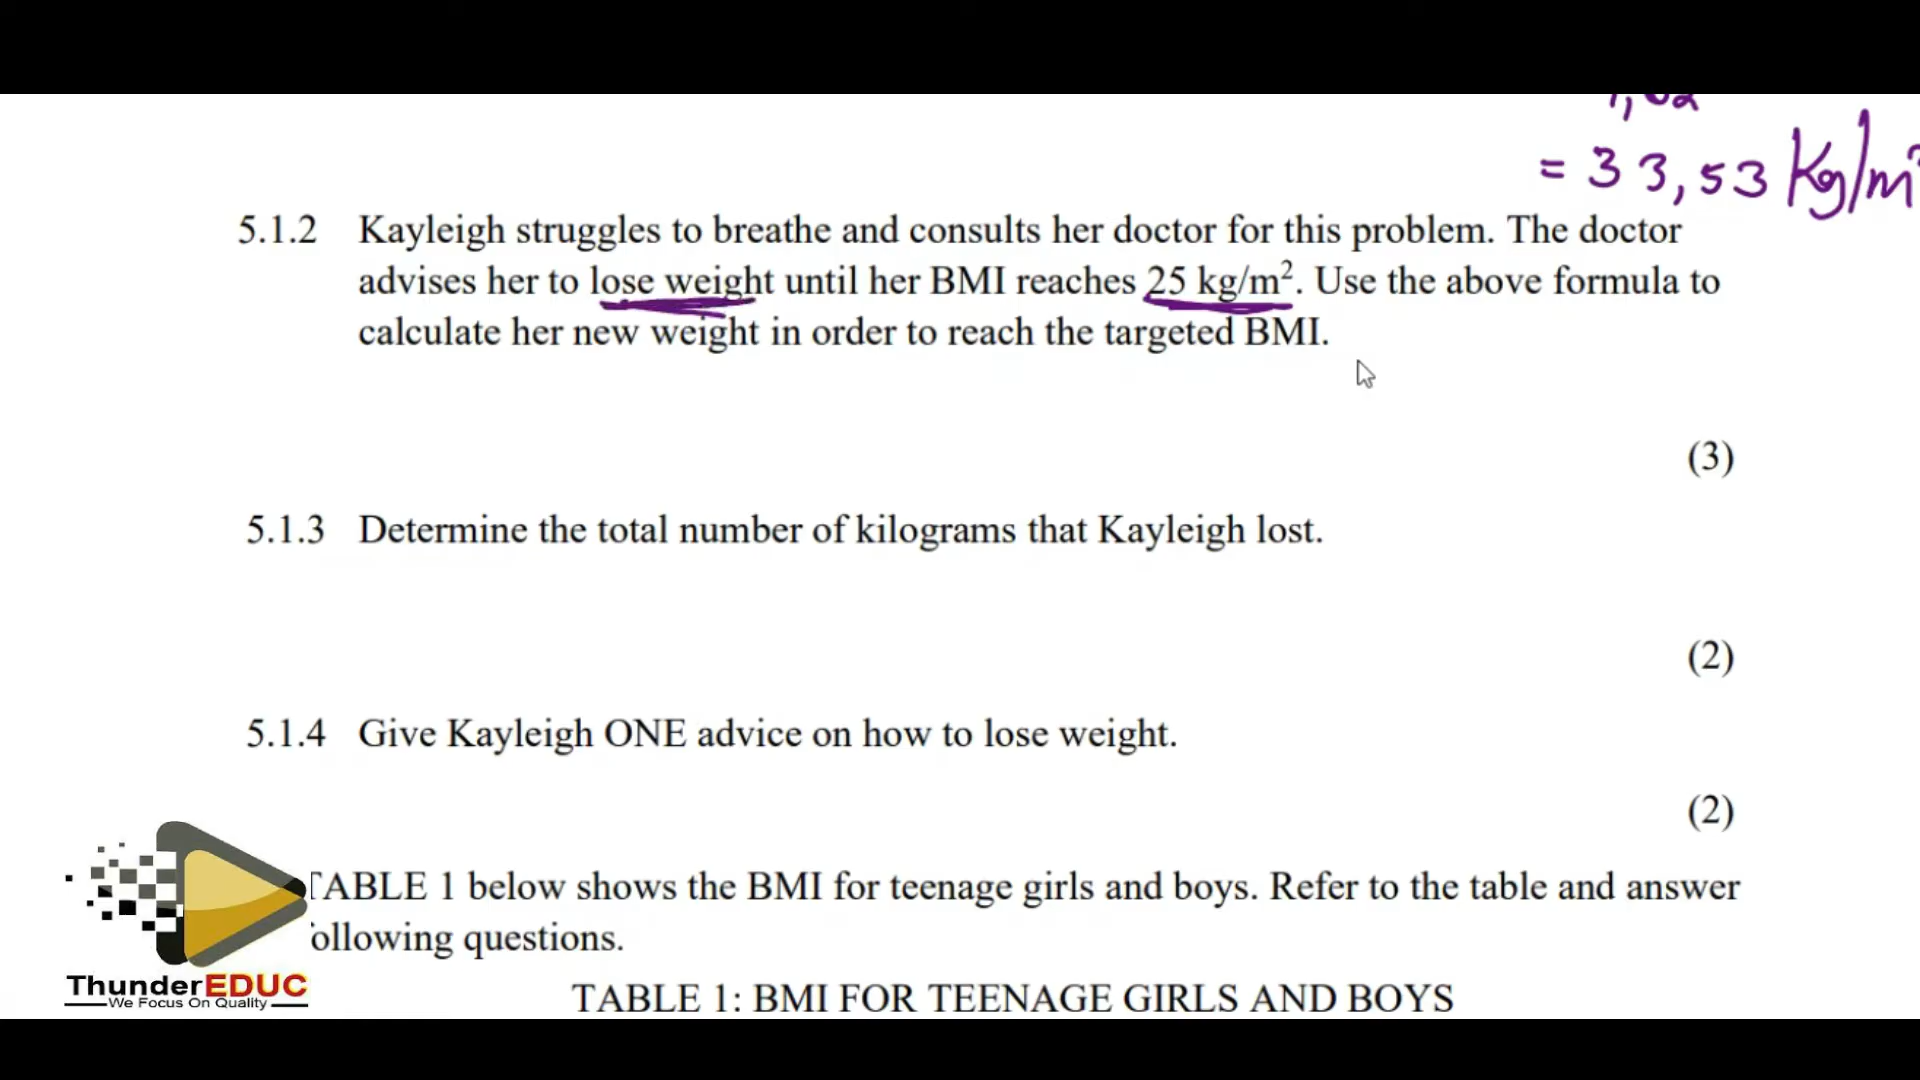 = 33,53 Kg/m²
5.1.2 Kayleigh struggles to breathe and consults her doctor for this problem. The doctor
advises her to lose weight until her BMI reaches 25 kg/m². Use the above formula to
calculate her new weight in order to reach the targeted BMI.
(3)
5.1.3 Determine the total number of kilograms that Kayleigh lost.
(2)
5.1.4 Give Kayleigh ONE advice on how to lose weight.
(2)
TABLE 1 below shows the BMI for teenage girls and boys. Refer to the table and answer
following questions.
ThunderEDUC
We Focus On Quality
TABLE 1: BMI FOR TEENAGE GIRLS AND BOYS